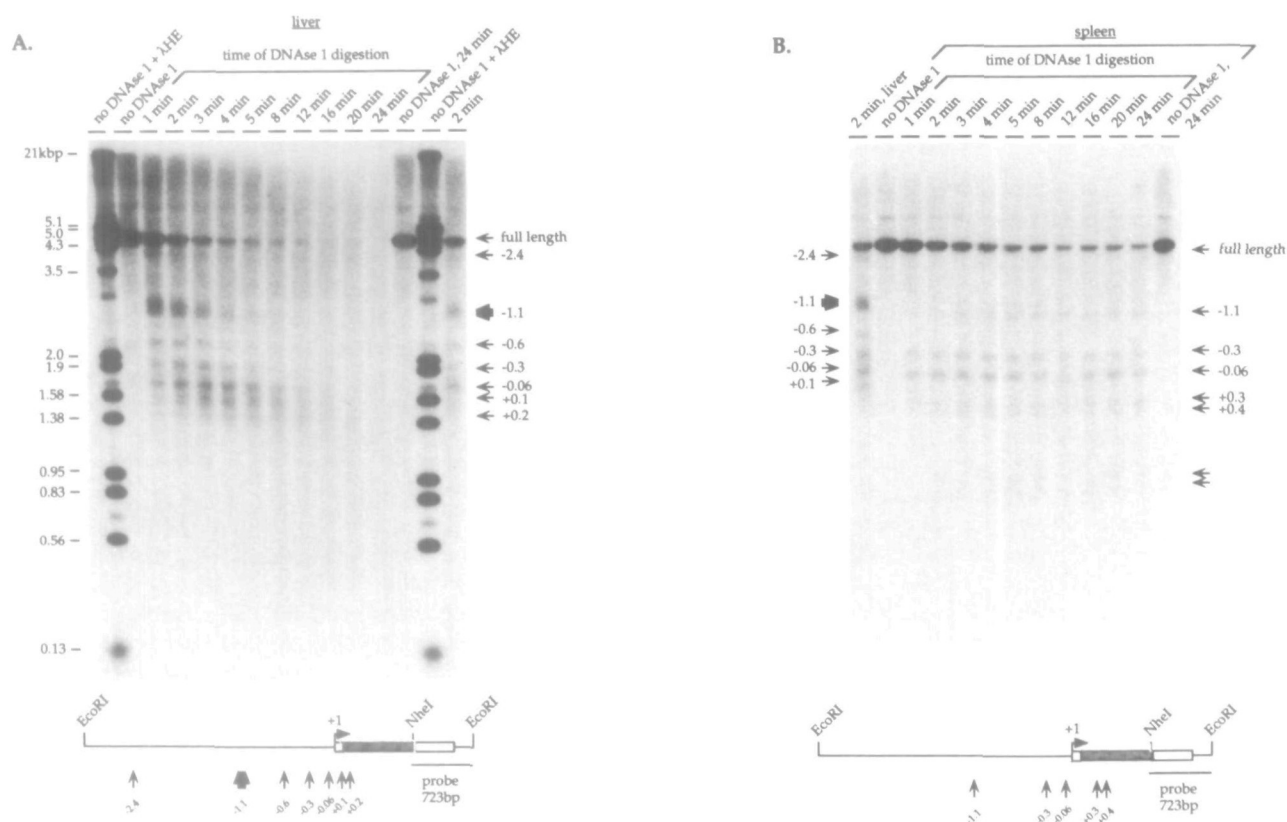 A.
liver
time of DNAse 1 digestion
no DNAse 1 + λHE
no DNAse 1
1 min
2 min
3 min
4 min
5 min
8 min
12 min
16 min
20 min
24 min
no DNAse 1, 24 min
no DNAse 1 + λHE
2 min
21kbp
5.1
5.0
4.3
3.5
2.0
1.9
1.58
1.38
0.95
0.83
0.56
0.13
full length
-2.4
-1.1
-0.6
-0.3
-0.06
+0.1
+0.2
EcoRI
+1
NheI
EcoRI
probe
723bp
-2.4
-1.1
-0.6
-0.3
-0.06
+0.1
+0.2
B.
spleen
time of DNAse 1 digestion
2 min, liver
no DNAse 1
1 min
2 min
3 min
4 min
5 min
8 min
12 min
16 min
20 min
24 min
no DNAse 1,
24 min
-2.4
-1.1
-0.6
-0.3
-0.06
+0.1
full length
-1.1
-0.3
-0.06
+0.3
+0.4
EcoRI
+1
NheI
EcoRI
probe
723bp
-1.1
-0.3
-0.06
+0.3
+0.4